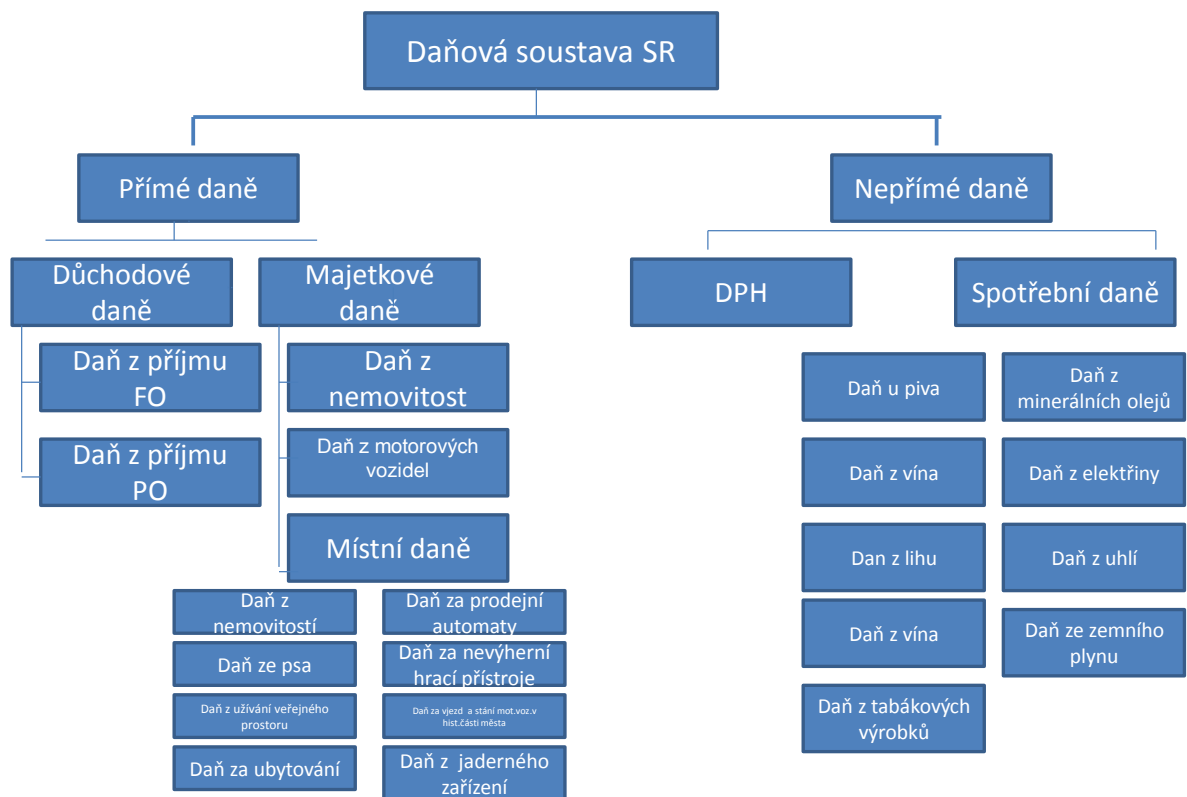 Daňová soustava SR
Přímé daně
Nepřímé daně
Důchodové
daně
Majetkové
daně
DPH
Spotřební daně
Daň z příjmu
FO
Daň z příjmu
PO
Daň z
nemovitost
Daň z motorových
vozidel
Místní daně
Daň z
nemovitostí
Daň za prodejní
automaty
Daň ze psa
Daň za nevýherní
hrací přístroje
Daň z užívání veřejného
prostoru
Daň za vjezd a stání mot.voz.v
hist.části města
Daň za ubytování
Daň z jaderného
zařízení
Daň u piva
Daň z
minerálních olejů
Daň z vína
Daň z elektřiny
Dan z lihu
Daň z uhlí
Daň z vína
Daň ze zemního
plynu
Daň z tabákových
výrobků